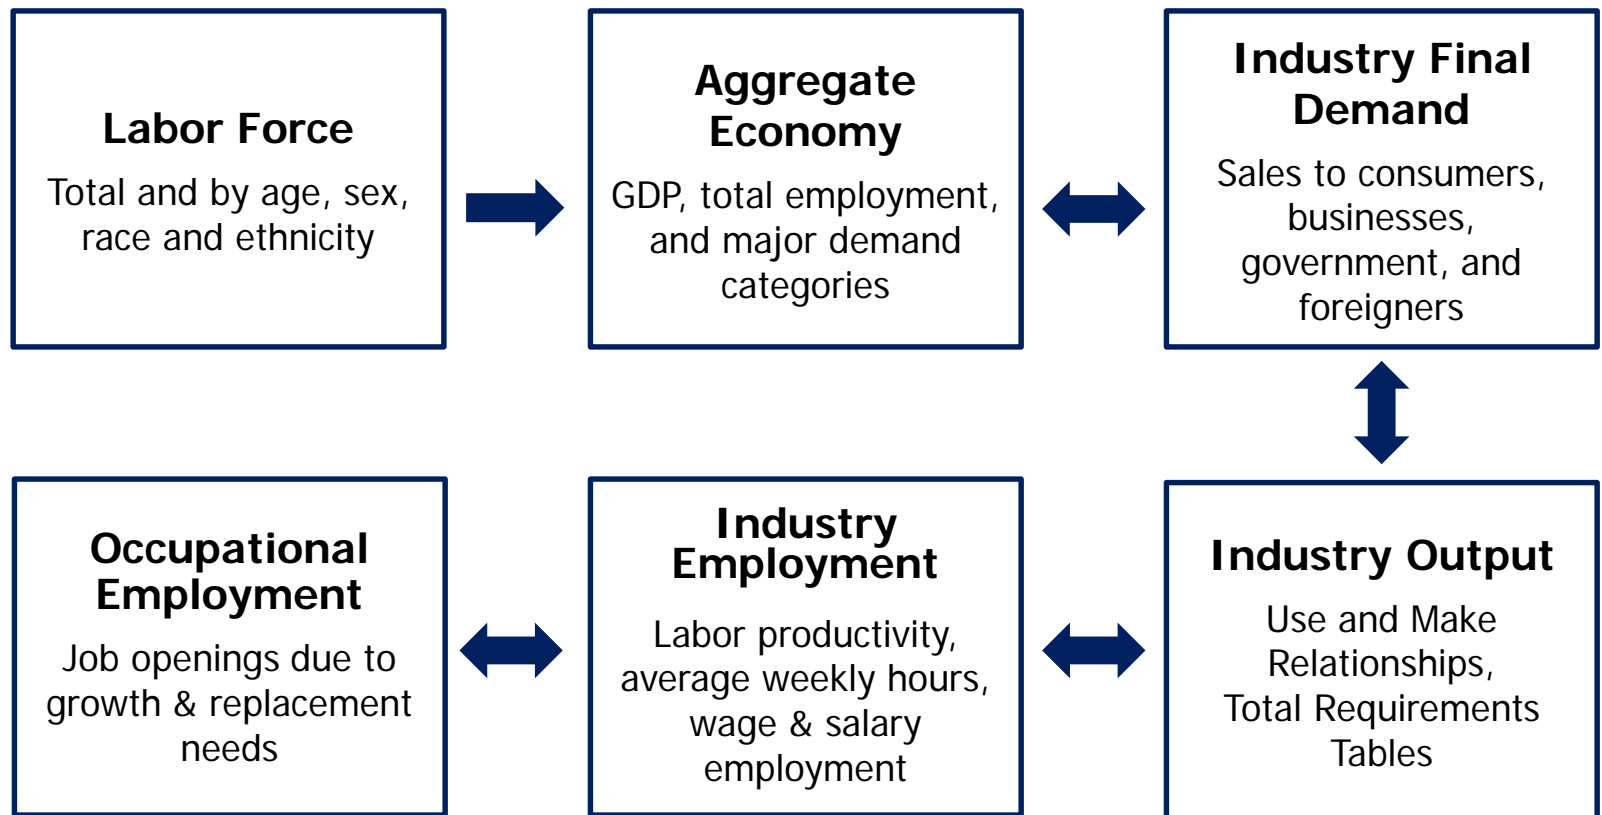 Labor Force
Total and by age, sex,
race and ethnicity
Aggregate
Economy
GDP, total employment,
and major demand
categories
Industry Final
Demand
Sales to consumers,
businesses,
government, and
foreigners
Occupational
Employment
Job openings due to
growth & replacement
needs
Industry
Employment
Labor productivity,
average weekly hours,
wage & salary
employment
Industry Output
Use and Make
Relationships,
Total Requirements
Tables